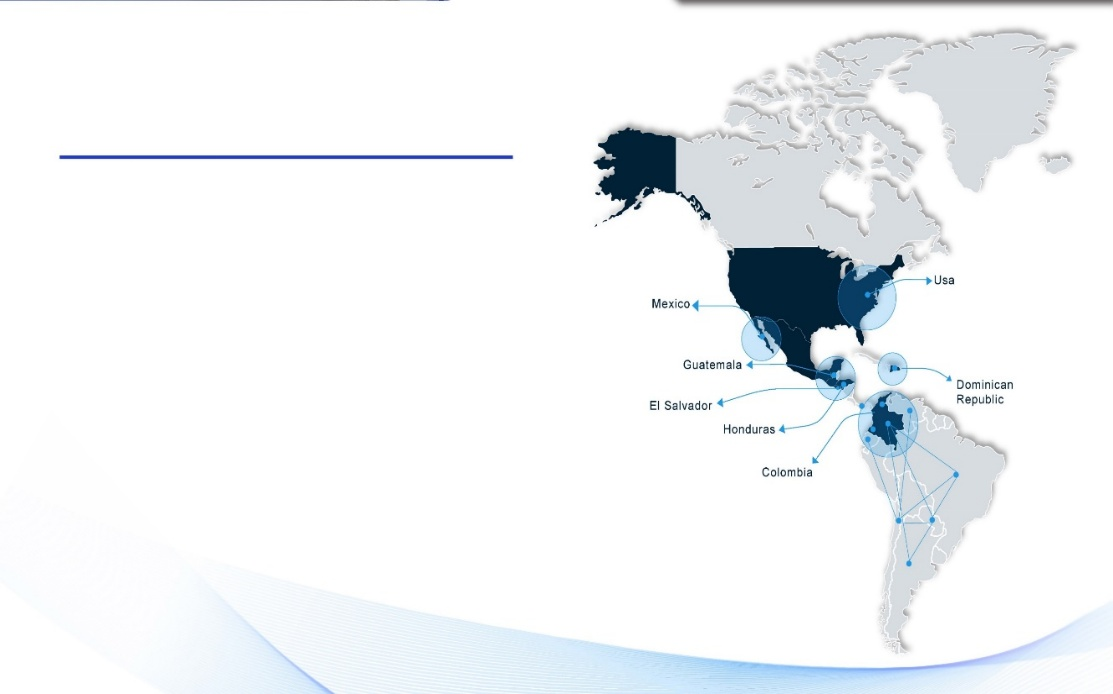 Usa
Mexico
Guatemala
Dominican
Republic
El Salvador
Honduras
Colombia